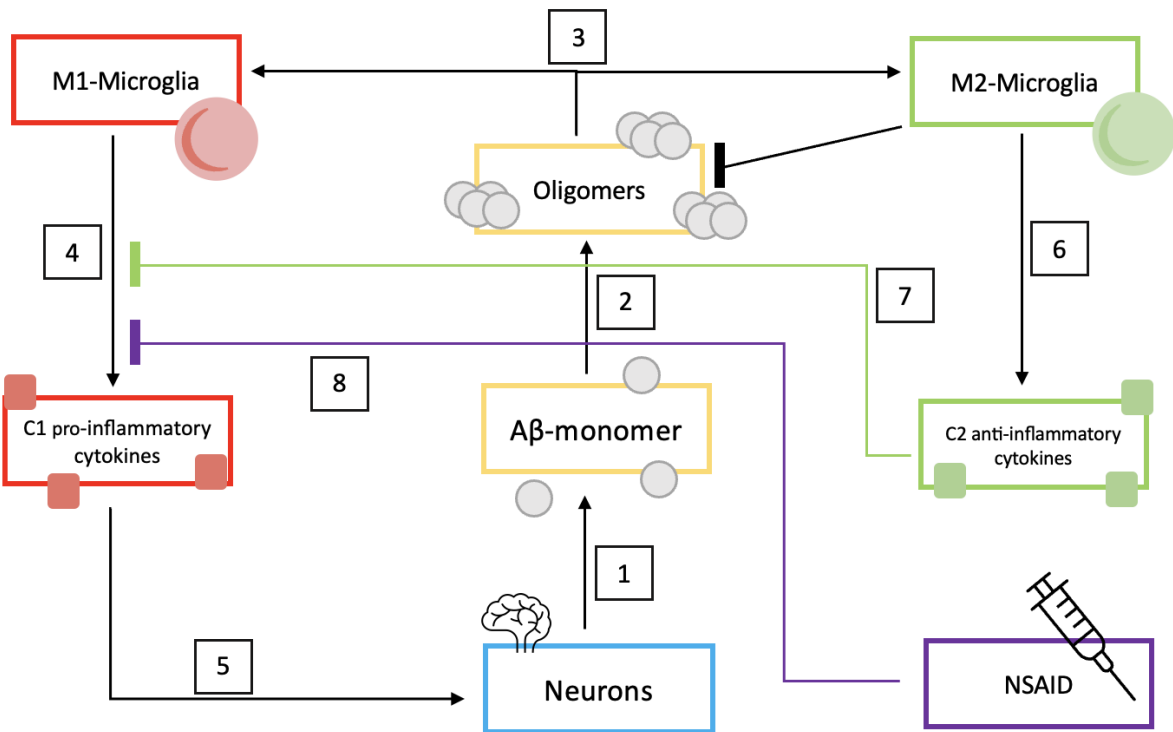 3
M1-Microglia
M2-Microglia
Oligomers
4
6
7
2
8
C1 pro-inflammatory
cytokines
Aβ-monomer
C2 anti-inflammatory
cytokines
1
5
Neurons
NSAID